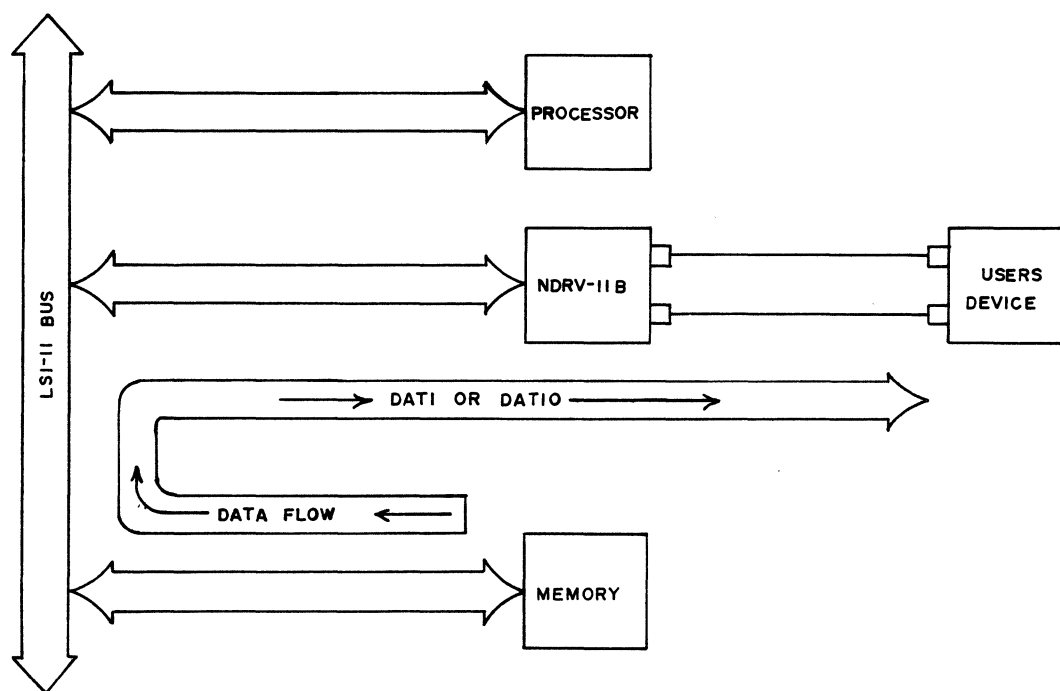 PROCESSOR
LSI-11 BUS
NDRV-11B
USERS
DEVICE
DATI OR DATIO
DATA FLOW
MEMORY